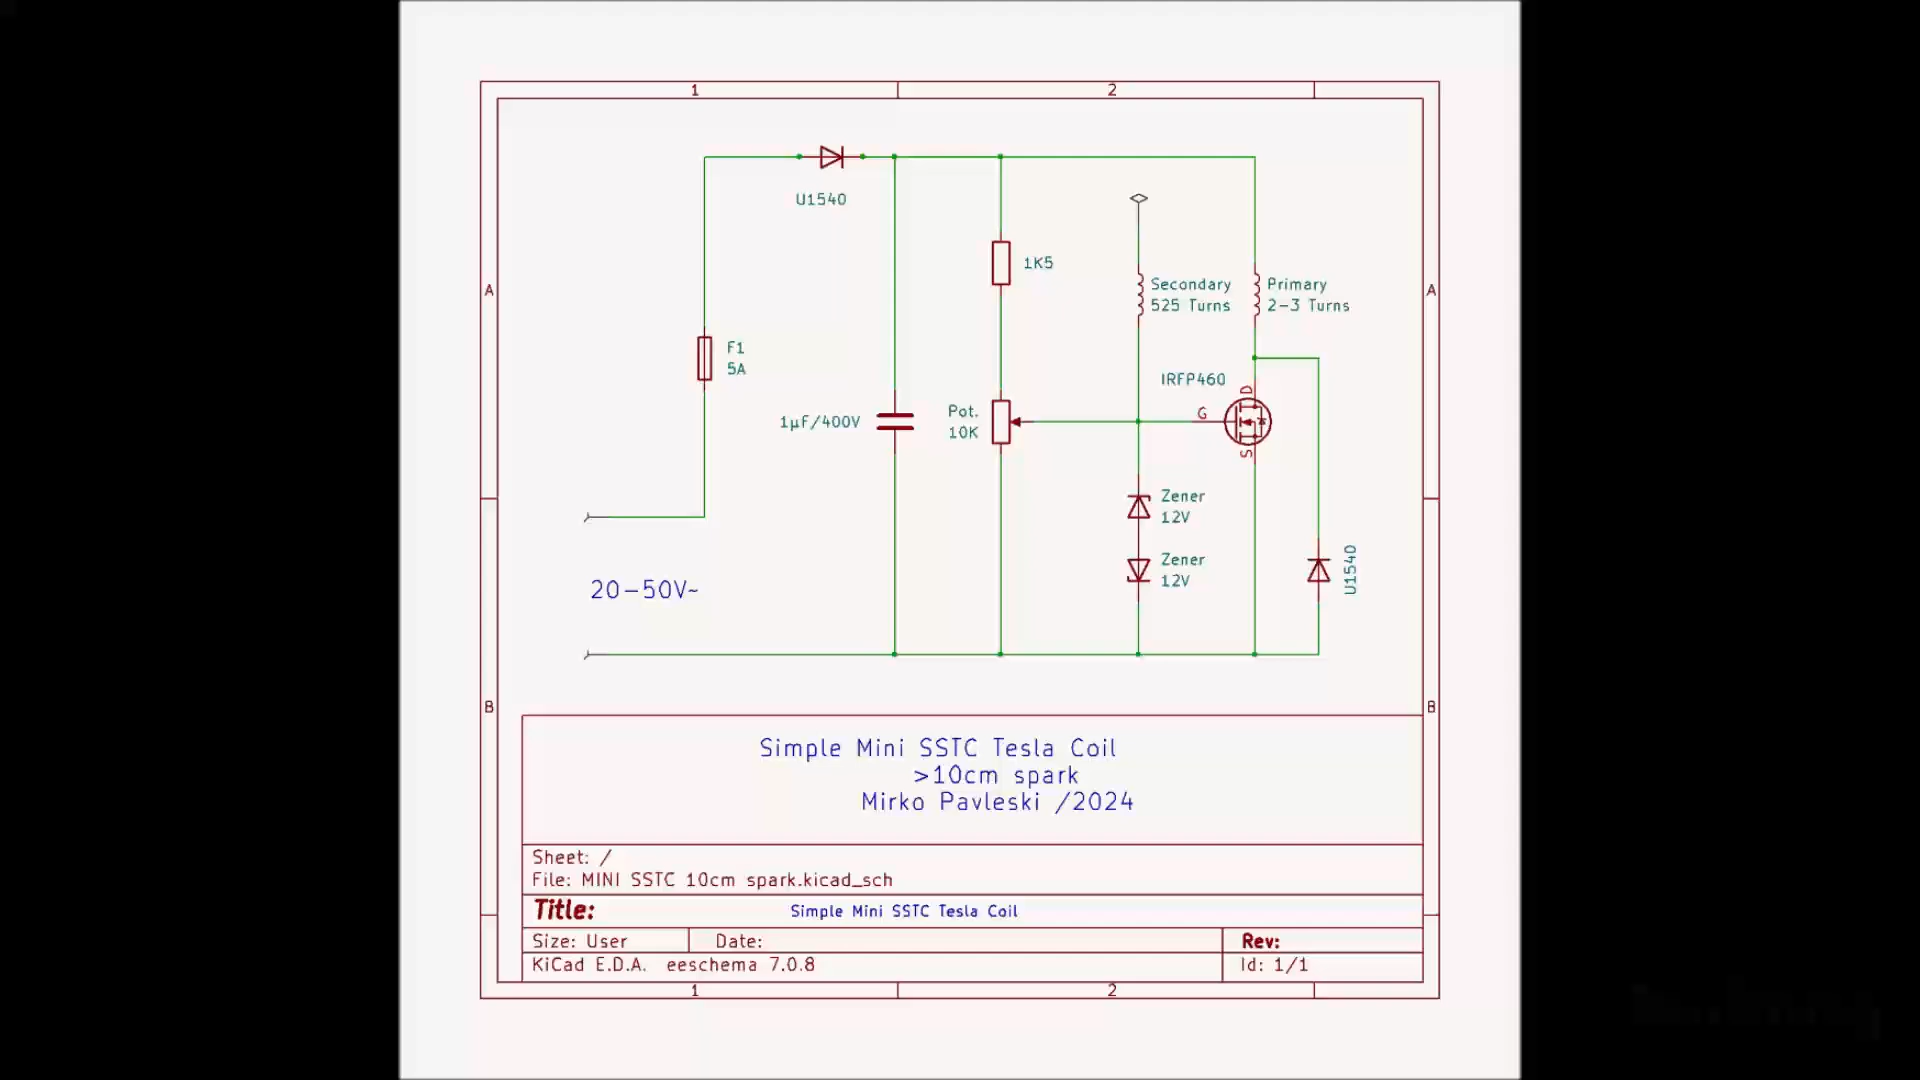 1 2
U1540
1K5
Secondary
525 Turns
Primary
2-3 Turns
A A
F1
5A
IRFP460
D
G
S
1µF/400V
Pot.
10K
Zener
12V
Zener
12V
U1540
20-50V~
B B
Simple Mini SSTC Tesla Coil
>10cm spark
Mirko Pavleski /2024
Sheet: /
File: MINI SSTC 10cm spark.kicad_sch
Title: Simple Mini SSTC Tesla Coil
Size: User Date: Rev:
KiCad E.D.A. eeschema 7.0.8 Id: 1/1
1 2